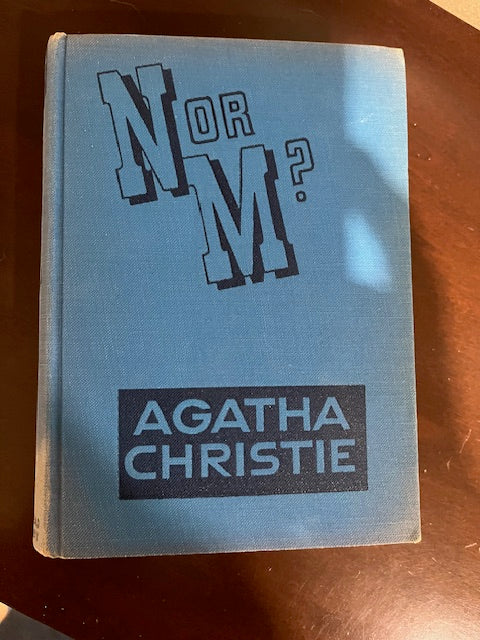 N OR
M?
AGATHA
CHRISTIE